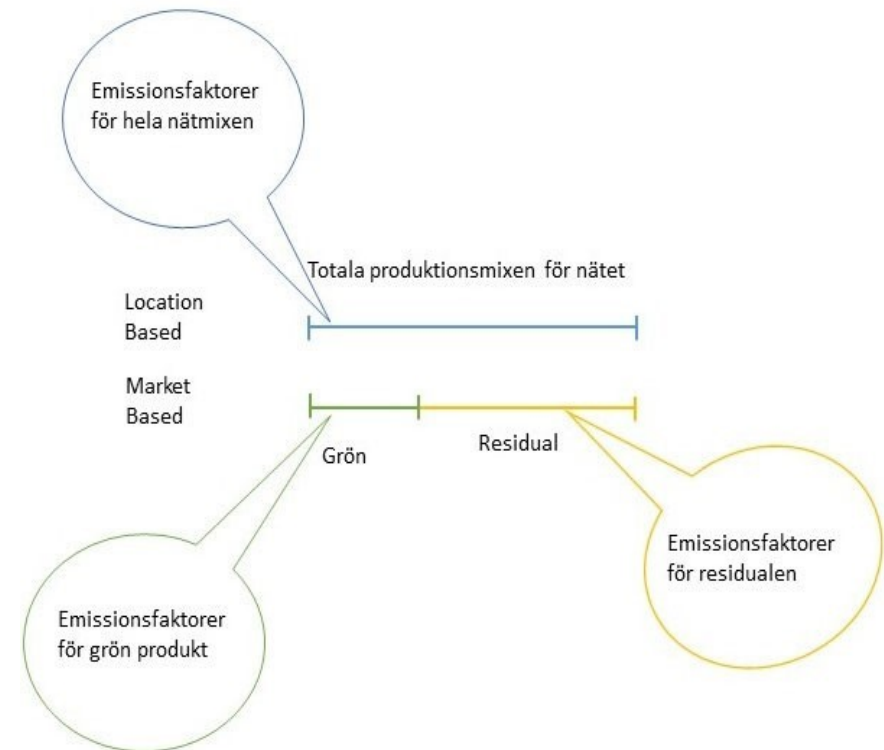 Emissionsfaktorer
för hela nätmixen
Totala produktionsmixen för nätet
Location
Based
Market
Based
Grön
Residual
Emissionsfaktorer
för residualen
Emissionsfaktorer
för grön produkt